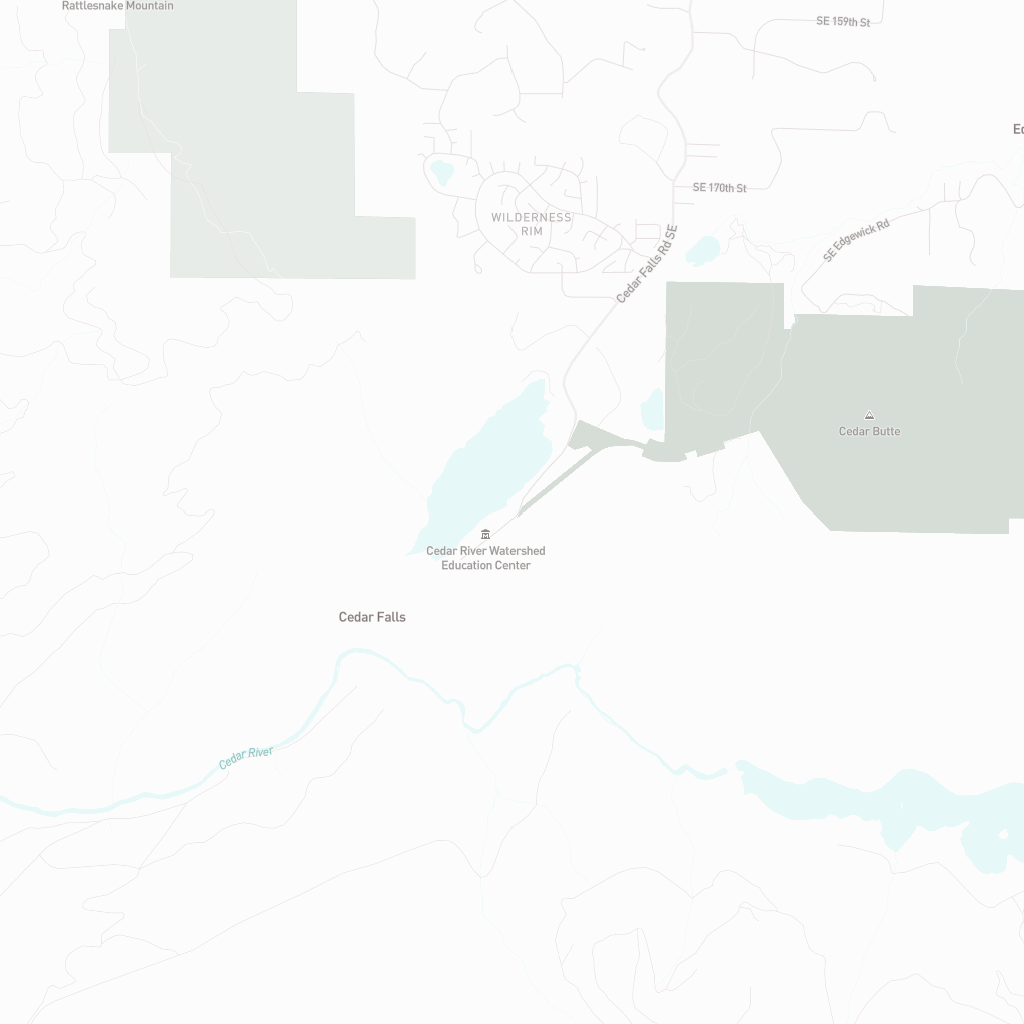 Rattlesnake Mountain
SE 159th St
Ed
SE 170th St
WILDERNESS
RIM
SE Edgewick Rd
Cedar Falls Rd SE
Cedar Butte
Cedar River Watershed
Education Center
Cedar Falls
Cedar River